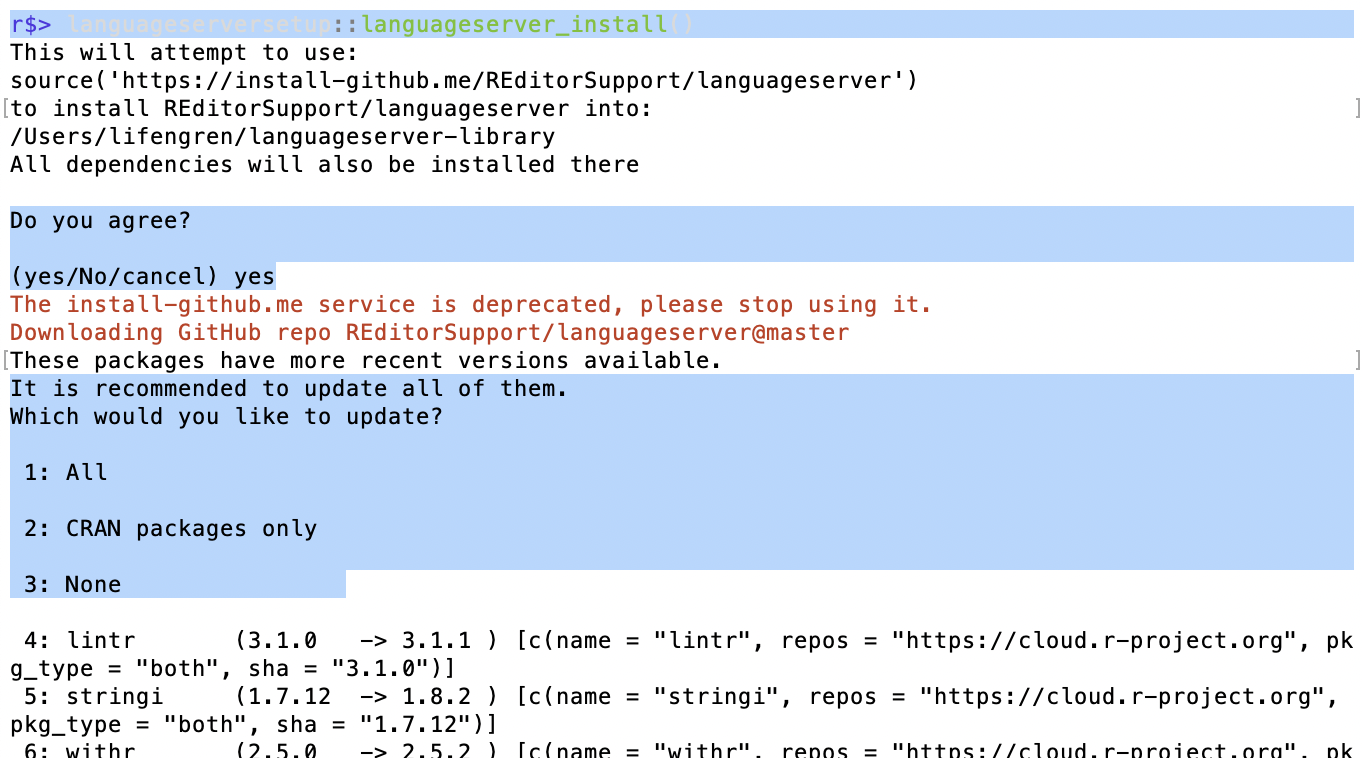 r$> languageserversetup::languageserver_install()
This will attempt to use:
source('https://install-github.me/REditorSupport/languageserver')
[to install REditorSupport/languageserver into: ]
/Users/lifengren/languageserver-library
All dependencies will also be installed there
Do you agree?
(yes/No/cancel) yes
The install-github.me service is deprecated, please stop using it.
Downloading GitHub repo REditorSupport/languageserver@master
[These packages have more recent versions available. ]
It is recommended to update all of them.
Which would you like to update?
1: All
2: CRAN packages only
3: None
4: lintr (3.1.0 -> 3.1.1 ) [c(name = "lintr", repos = "https://cloud.r-project.org", pk
g_type = "both", sha = "3.1.0")]
5: stringi (1.7.12 -> 1.8.2 ) [c(name = "stringi", repos = "https://cloud.r-project.org",
pkg_type = "both", sha = "1.7.12")]
6: withr (2.5.0 -> 2.5.2 ) [c(name = "withr", repos = "https://cloud.r-project.org", pk